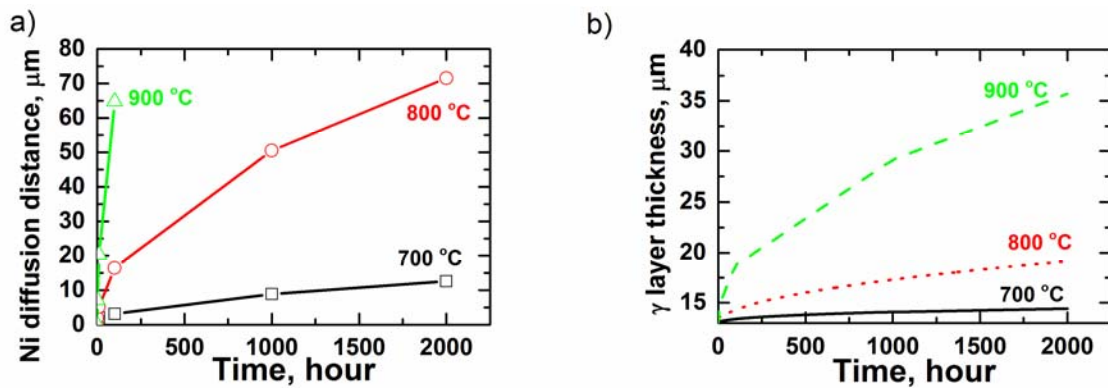 a)
Ni diffusion distance, μm
80
70
60
50
40
30
20
10
0
900 °C
800 °C
700 °C
0 500 1000 1500 2000
Time, hour
b)
γ layer thickness, μm
40
35
30
25
20
15
900 °C
800 °C
700 °C
0 500 1000 1500 2000
Time, hour